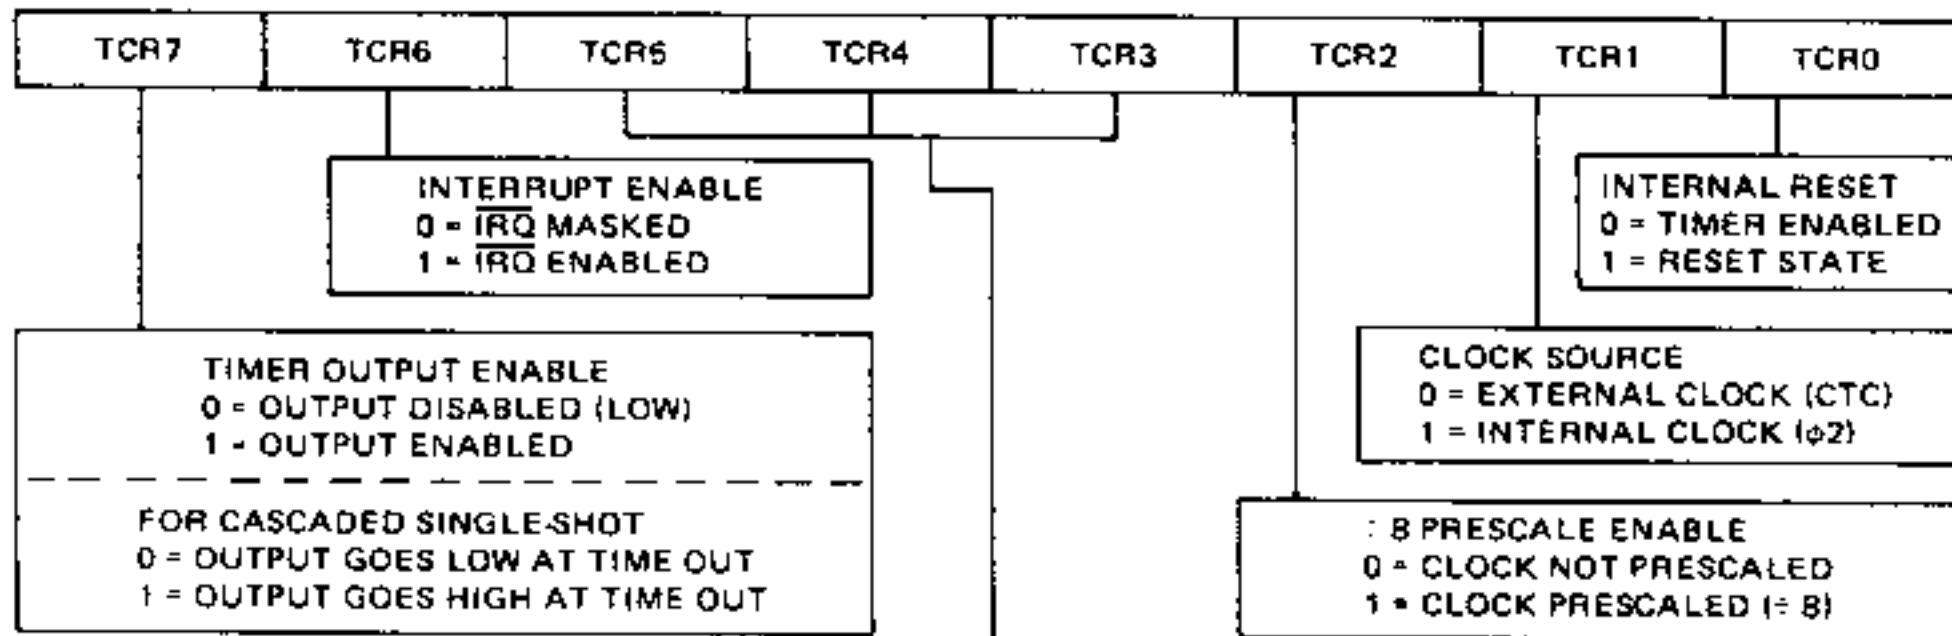 TCR7 TCR6 TCR5 TCR4 TCR3 TCR2 TCR1 TCR0
INTERRUPT ENABLE
0 = IRQ MASKED
1 = IRQ ENABLED
INTERNAL RESET
0 = TIMER ENABLED
1 = RESET STATE
TIMER OUTPUT ENABLE
0 = OUTPUT DISABLED (LOW)
1 = OUTPUT ENABLED
FOR CASCADED SINGLE-SHOT
0 = OUTPUT GOES LOW AT TIME OUT
1 = OUTPUT GOES HIGH AT TIME OUT
CLOCK SOURCE
0 = EXTERNAL CLOCK (CTC)
1 = INTERNAL CLOCK (ϕ2)
÷ 8 PRESCALE ENABLE
0 = CLOCK NOT PRESCALED
1 = CLOCK PRESCALED (÷ 8)